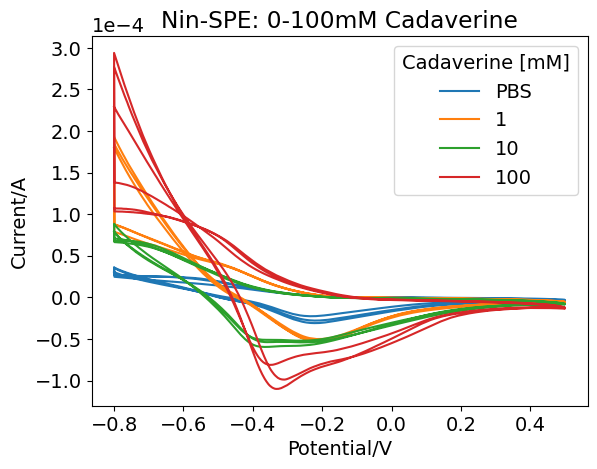 Nin-SPE: 0-100mM Cadaverine
1e−4
3.0
2.5
2.0
1.5
1.0
0.5
0.0
−0.5
−1.0
Current/A
Cadaverine [mM]
PBS
1
10
100
−0.8 −0.6 −0.4 −0.2 0.0 0.2 0.4
Potential/V